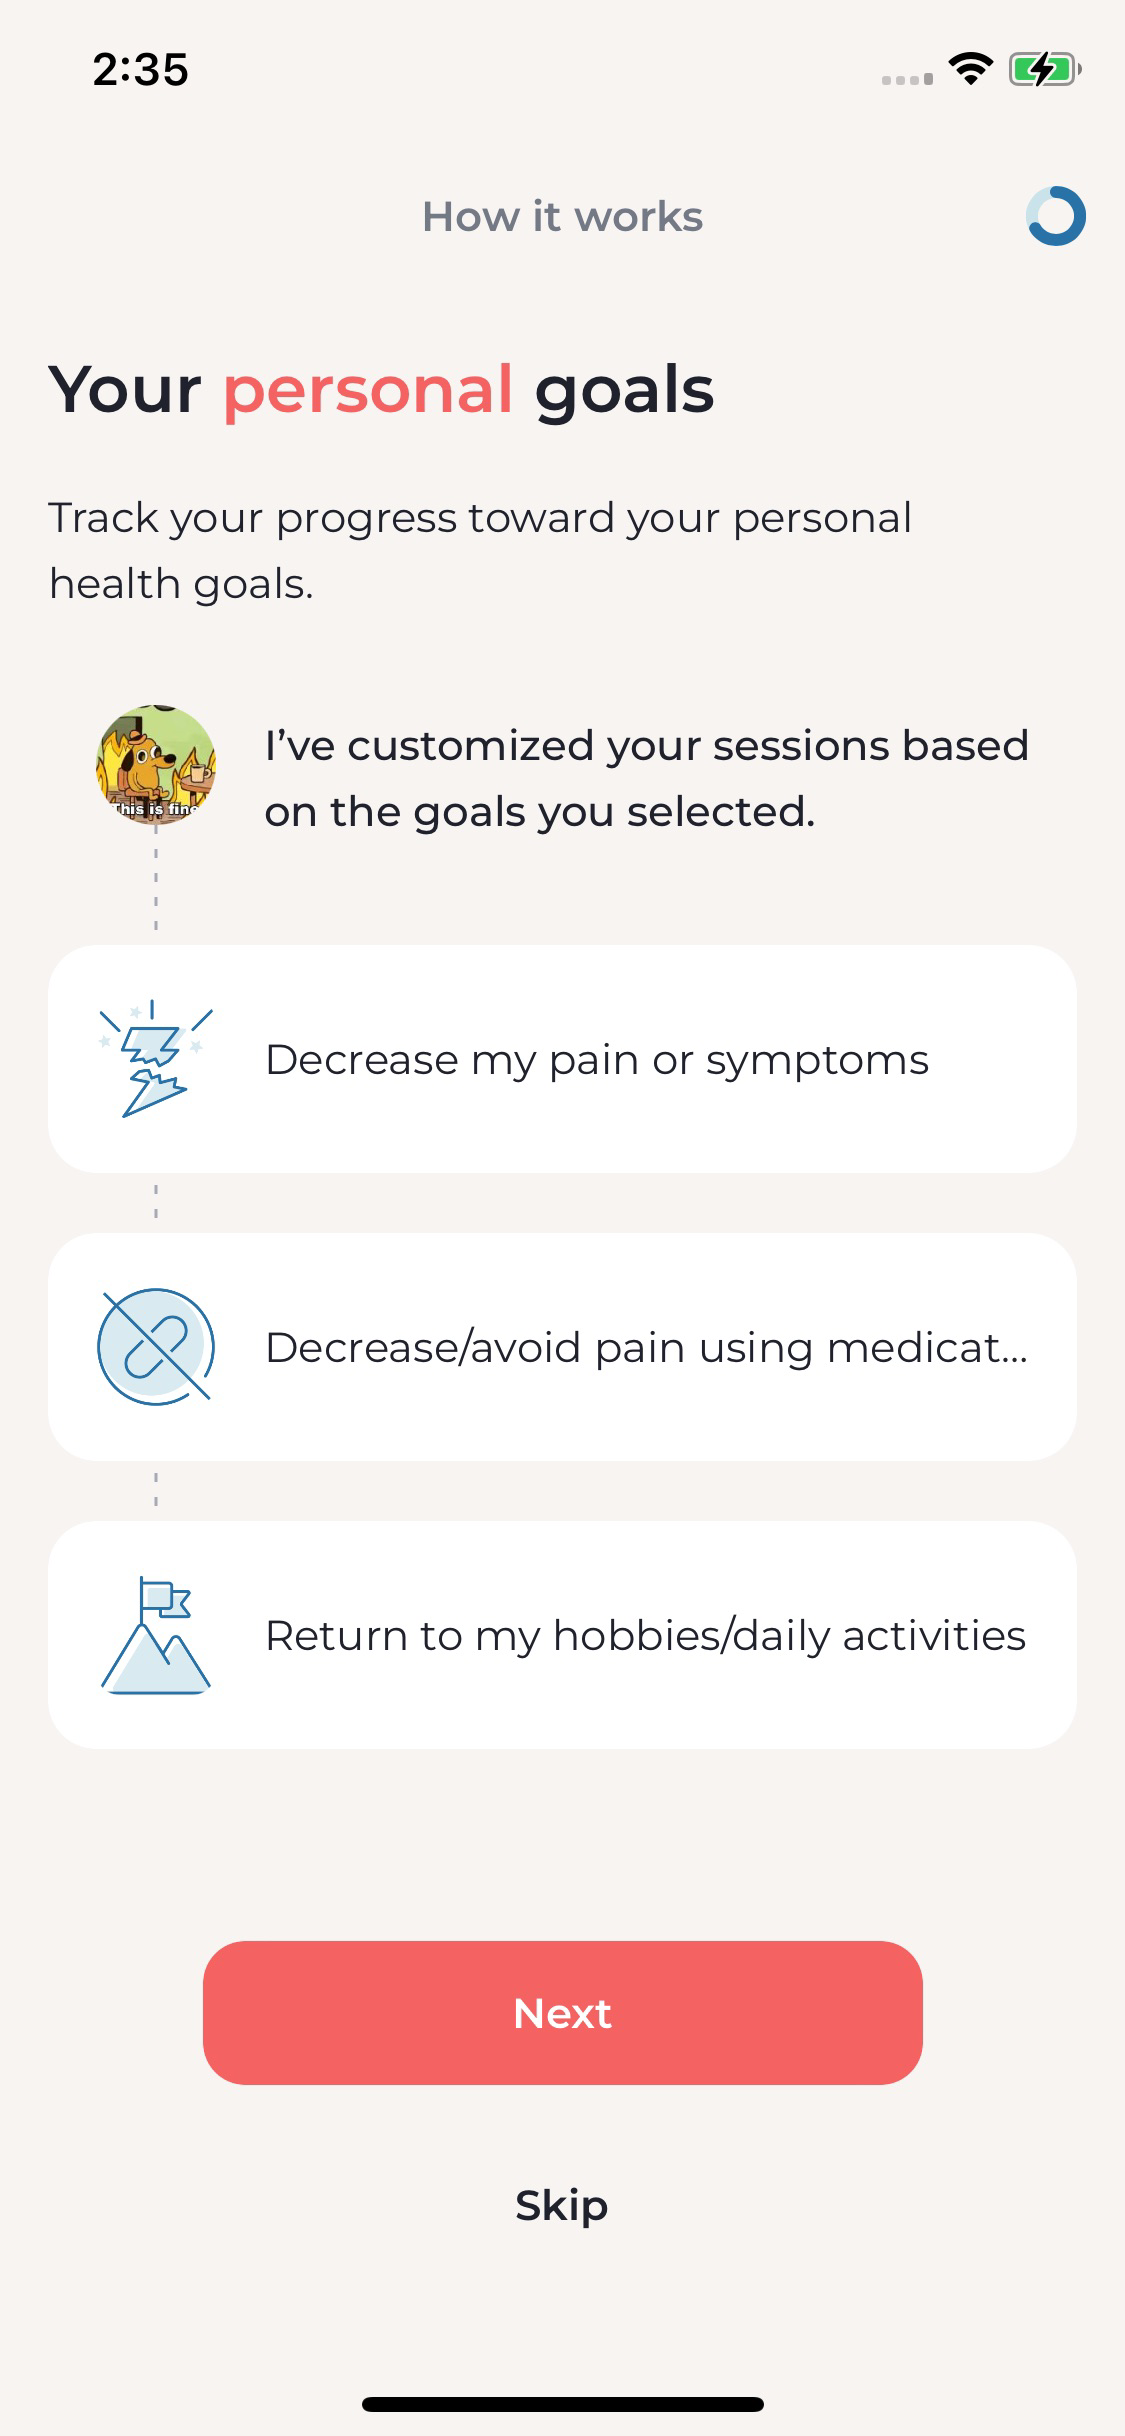 2:35
How it works
Your personal goals
Track your progress toward your personal
health goals.
This is fine
I’ve customized your sessions based
on the goals you selected.
Decrease my pain or symptoms
Decrease/avoid pain using medicat...
Return to my hobbies/daily activities
Next
Skip